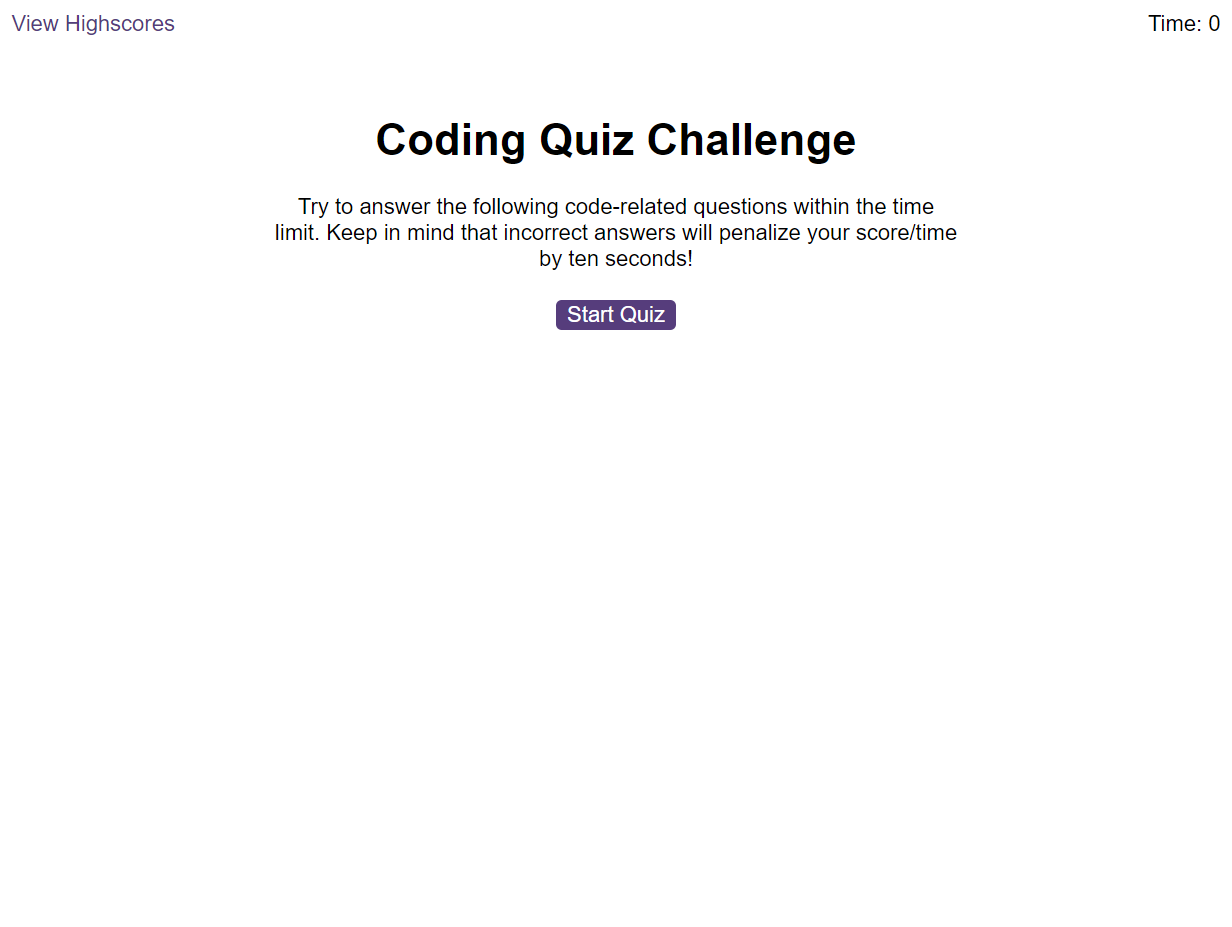 View Highscores
Time: 0
Coding Quiz Challenge
Try to answer the following code-related questions within the time
limit. Keep in mind that incorrect answers will penalize your score/time
by ten seconds!
Start Quiz